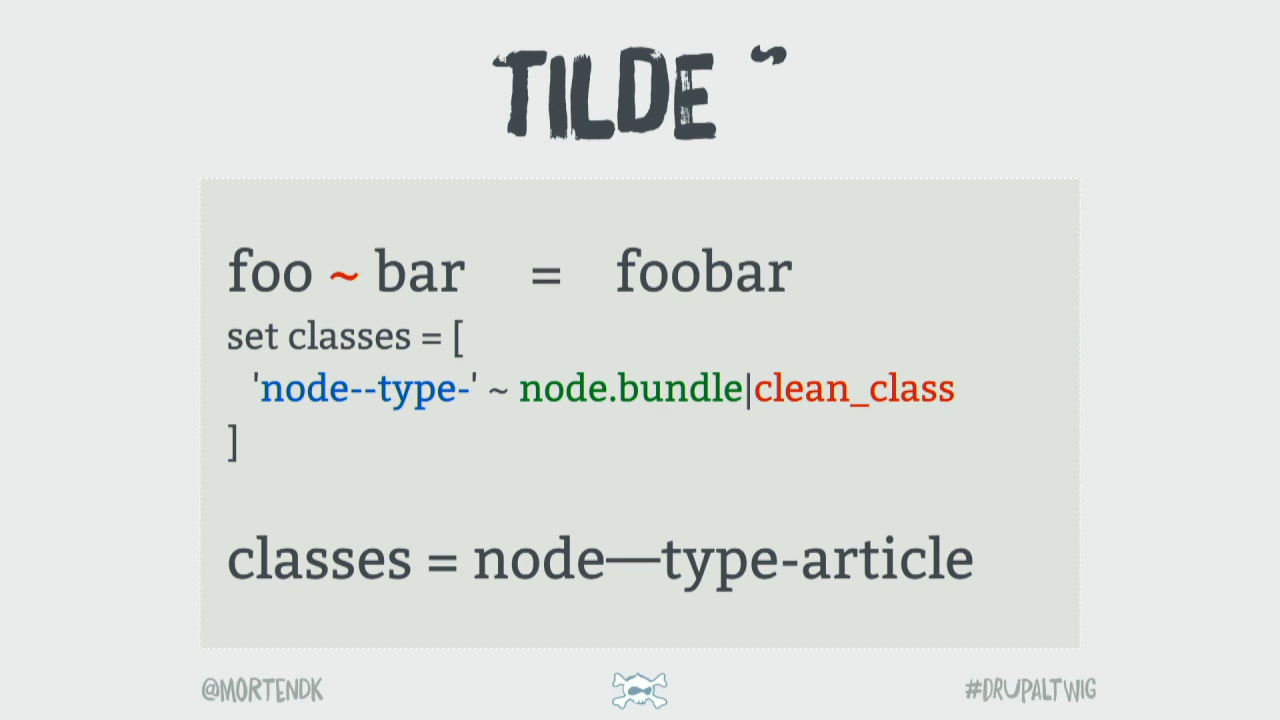 TILDE ~
foo ~ bar = foobar
set classes = [
'node--type-' ~ node.bundle|clean_class
]
classes = node—type-article
@MORTENDK
#DRUPALTWIG